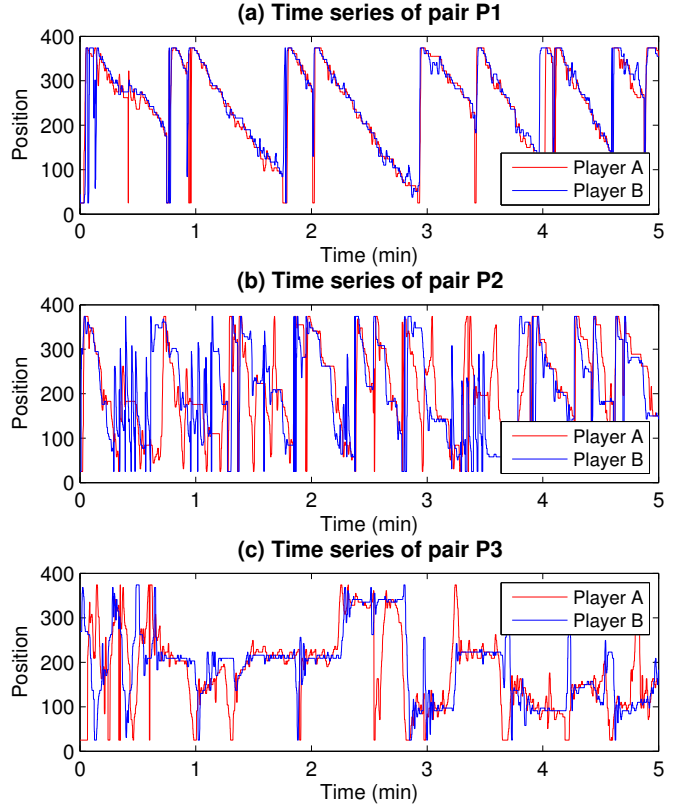 (a) Time series of pair P1
400
300
200
100
0
Position
Player A
Player B
0 1 2 3 4 5
Time (min)
(b) Time series of pair P2
400
300
200
100
0
Position
Player A
Player B
0 1 2 3 4 5
Time (min)
(c) Time series of pair P3
400
300
200
100
0
Position
Player A
Player B
0 1 2 3 4 5
Time (min)